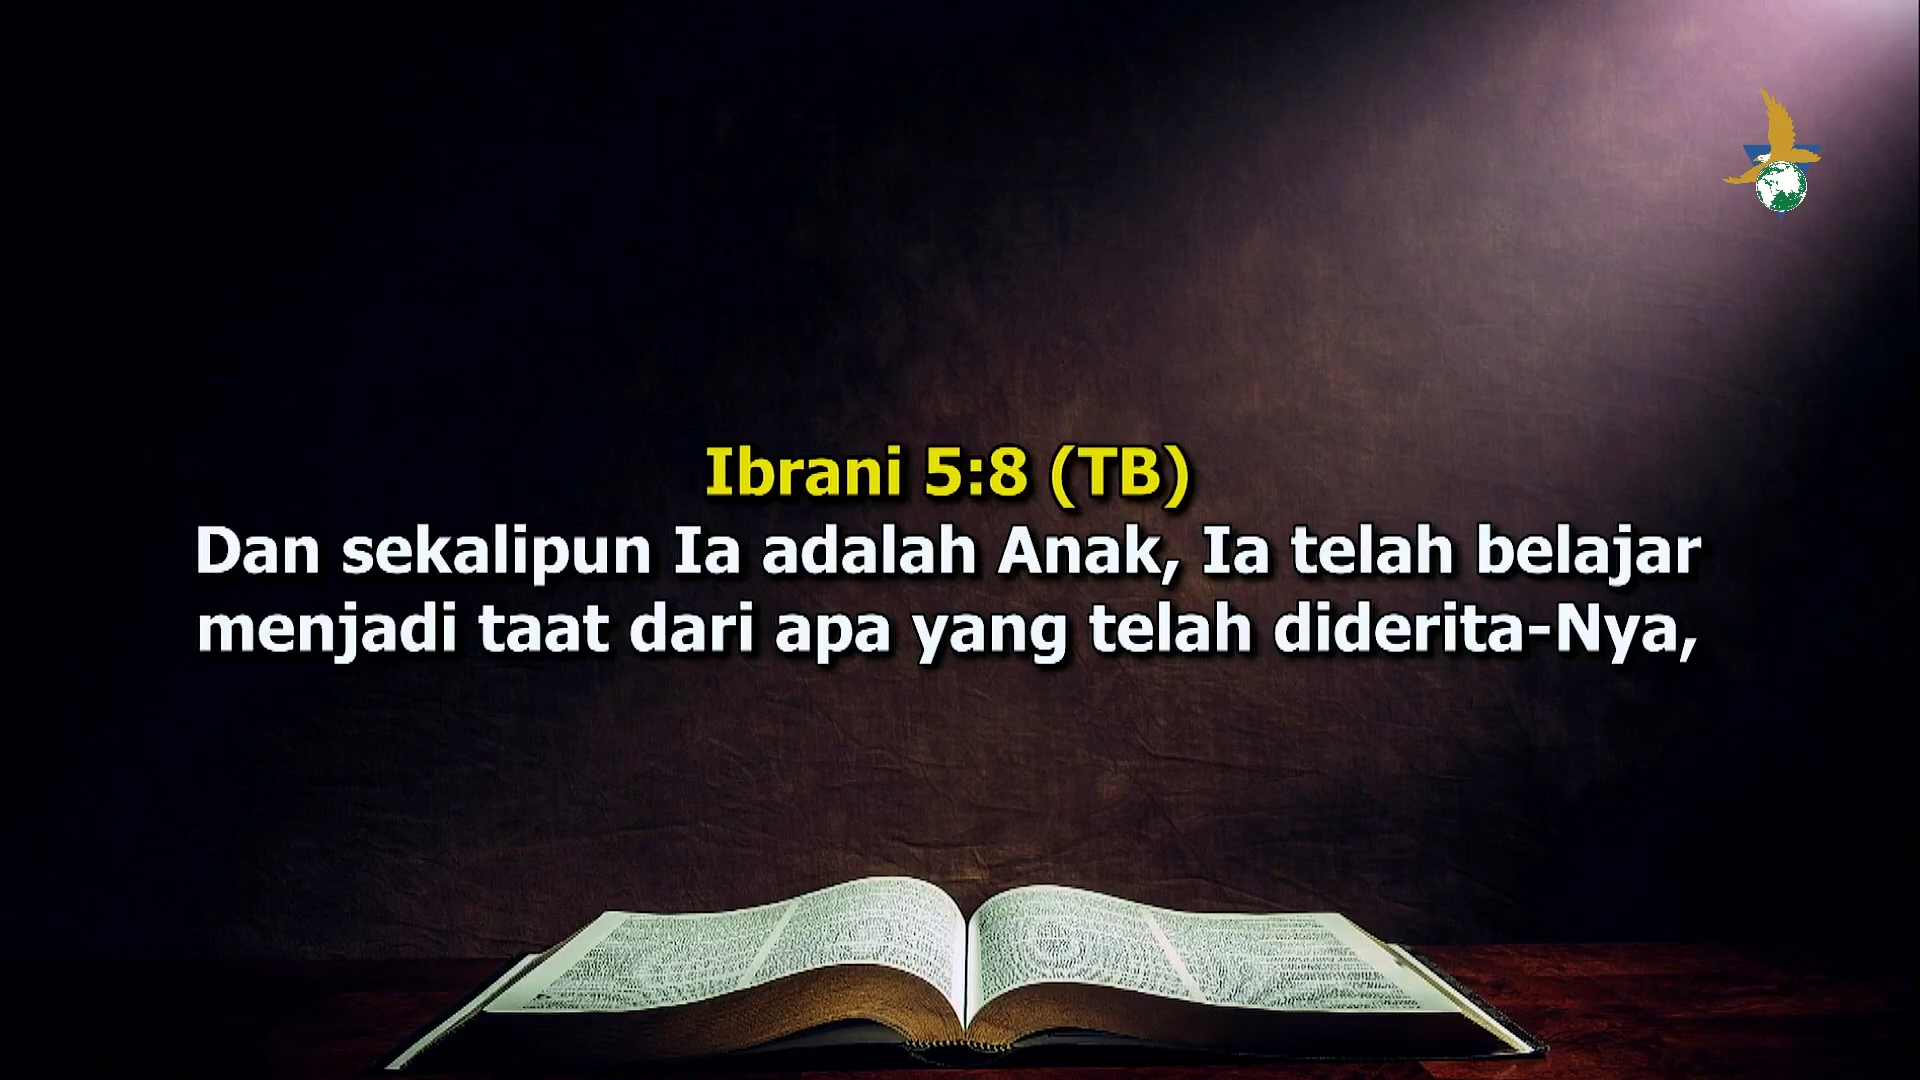 Ibrani 5:8 (TB)
Dan sekalipun Ia adalah Anak, Ia telah belajar
menjadi taat dari apa yang telah diderita-Nya,